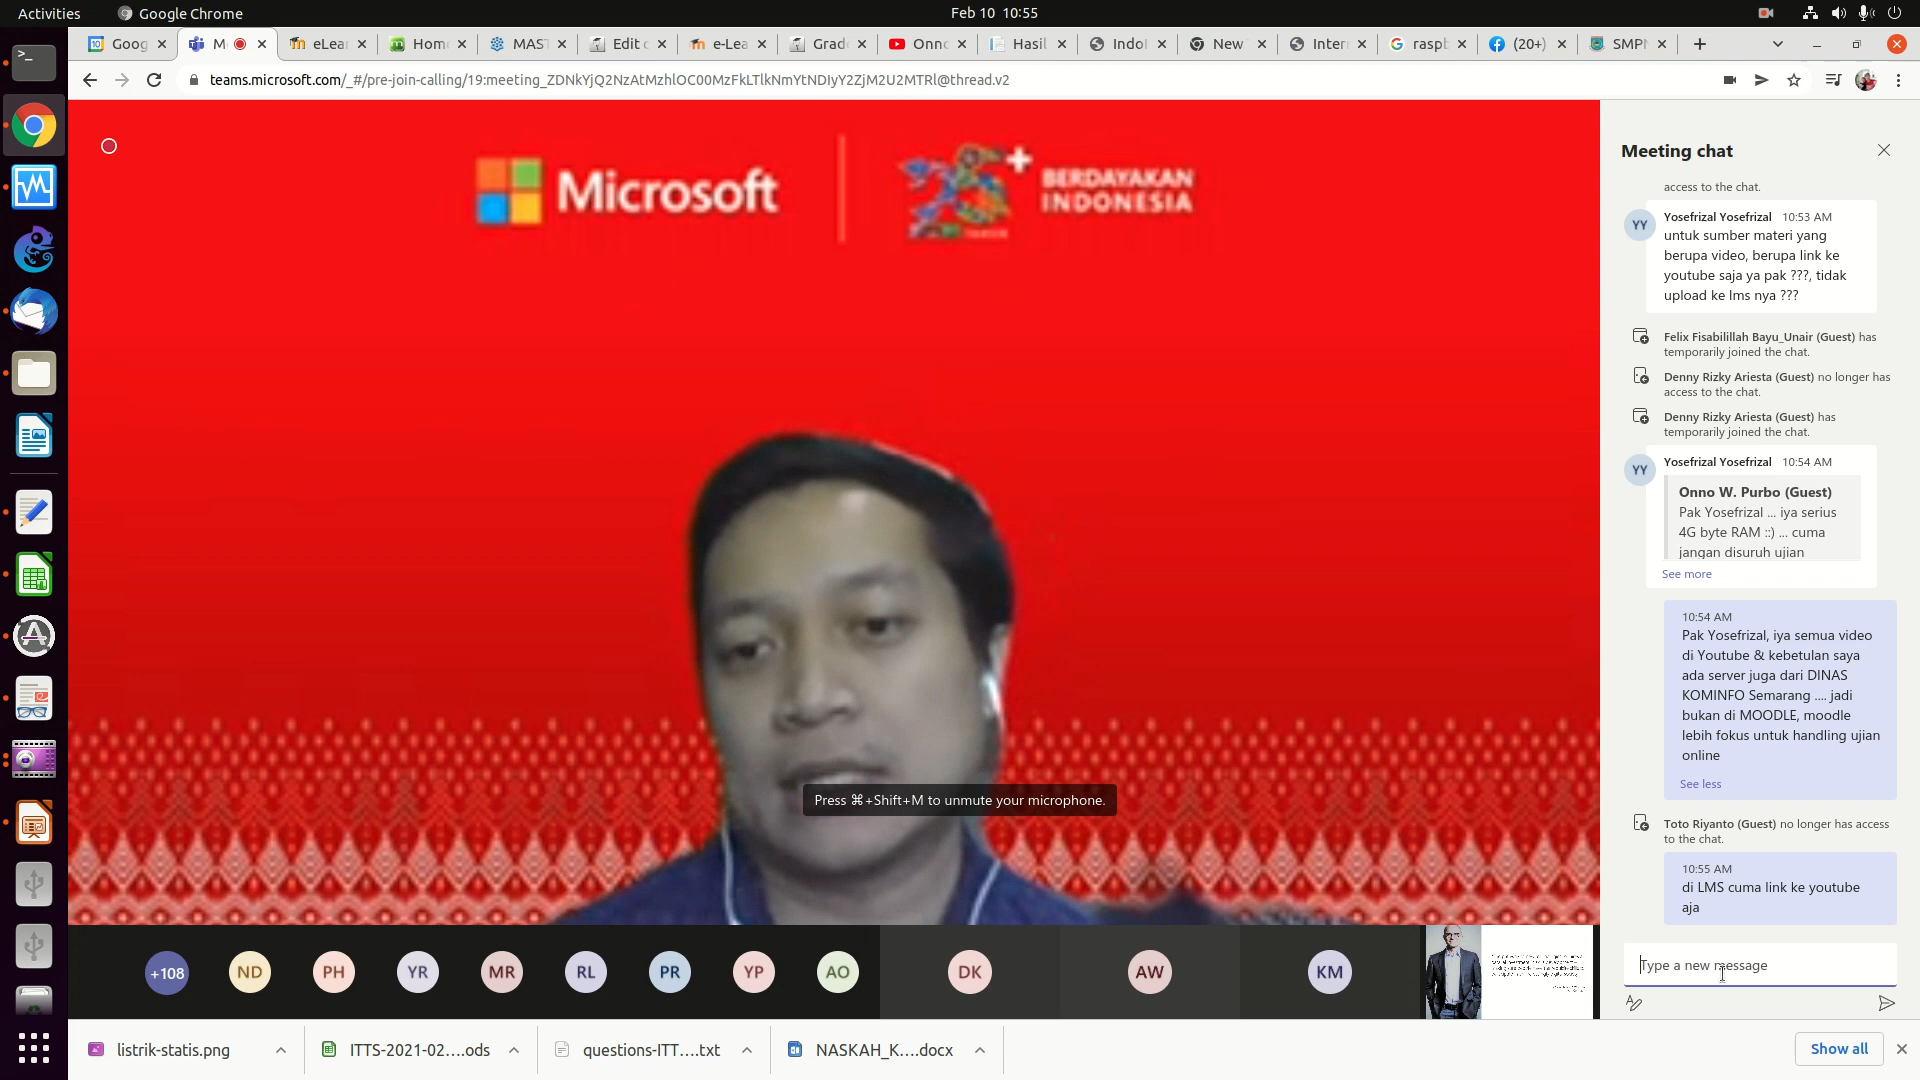 Activities
Google Chrome
Feb 10 10:55
Goog
M
eLear
Hom
MAS
Edit c
e-Lea
Grad
Onno
Hasil
Indo
New
Inter
raspb
(20+)
SMPN
teams.microsoft.com/_#/pre-join-calling/19:meeting_ZDNkYjQ2NzAtMzhlOC00MzFkLTlkNmYtNDIyY2ZjM2U2MTRl@thread.v2
Microsoft
25+
BERDAYAKAN
INDONESIA
Press ⌘+Shift+M to unmute your microphone.
+108
ND
PH
YR
MR
RL
PR
YP
AO
DK
AW
KM
Meeting chat
access to the chat.
YY
Yosefrizal Yosefrizal 10:53 AM
untuk sumber materi yang
berupa video, berupa link ke
youtube saja ya pak ???, tidak
upload ke lms nya ???
Felix Fisabilillah Bayu_Unair (Guest) has
temporarily joined the chat.
Denny Rizky Ariesta (Guest) no longer has
access to the chat.
Denny Rizky Ariesta (Guest) has
temporarily joined the chat.
YY
Yosefrizal Yosefrizal 10:54 AM
Onno W. Purbo (Guest)
Pak Yosefrizal ... iya serius
4G byte RAM ::) ... cuma
jangan disuruh ujian
See more
10:54 AM
Pak Yosefrizal, iya semua video
di Youtube & kebetulan saya
ada server juga dari DINAS
KOMINFO Semarang .... jadi
bukan di MOODLE, moodle
lebih fokus untuk handling ujian
online
See less
Toto Riyanto (Guest) no longer has access
to the chat.
10:55 AM
di LMS cuma link ke youtube
aja
Type a new message
listrik-statis.png
ITTS-2021-02....ods
questions-ITT....txt
NASKAH_K....docx
Show all